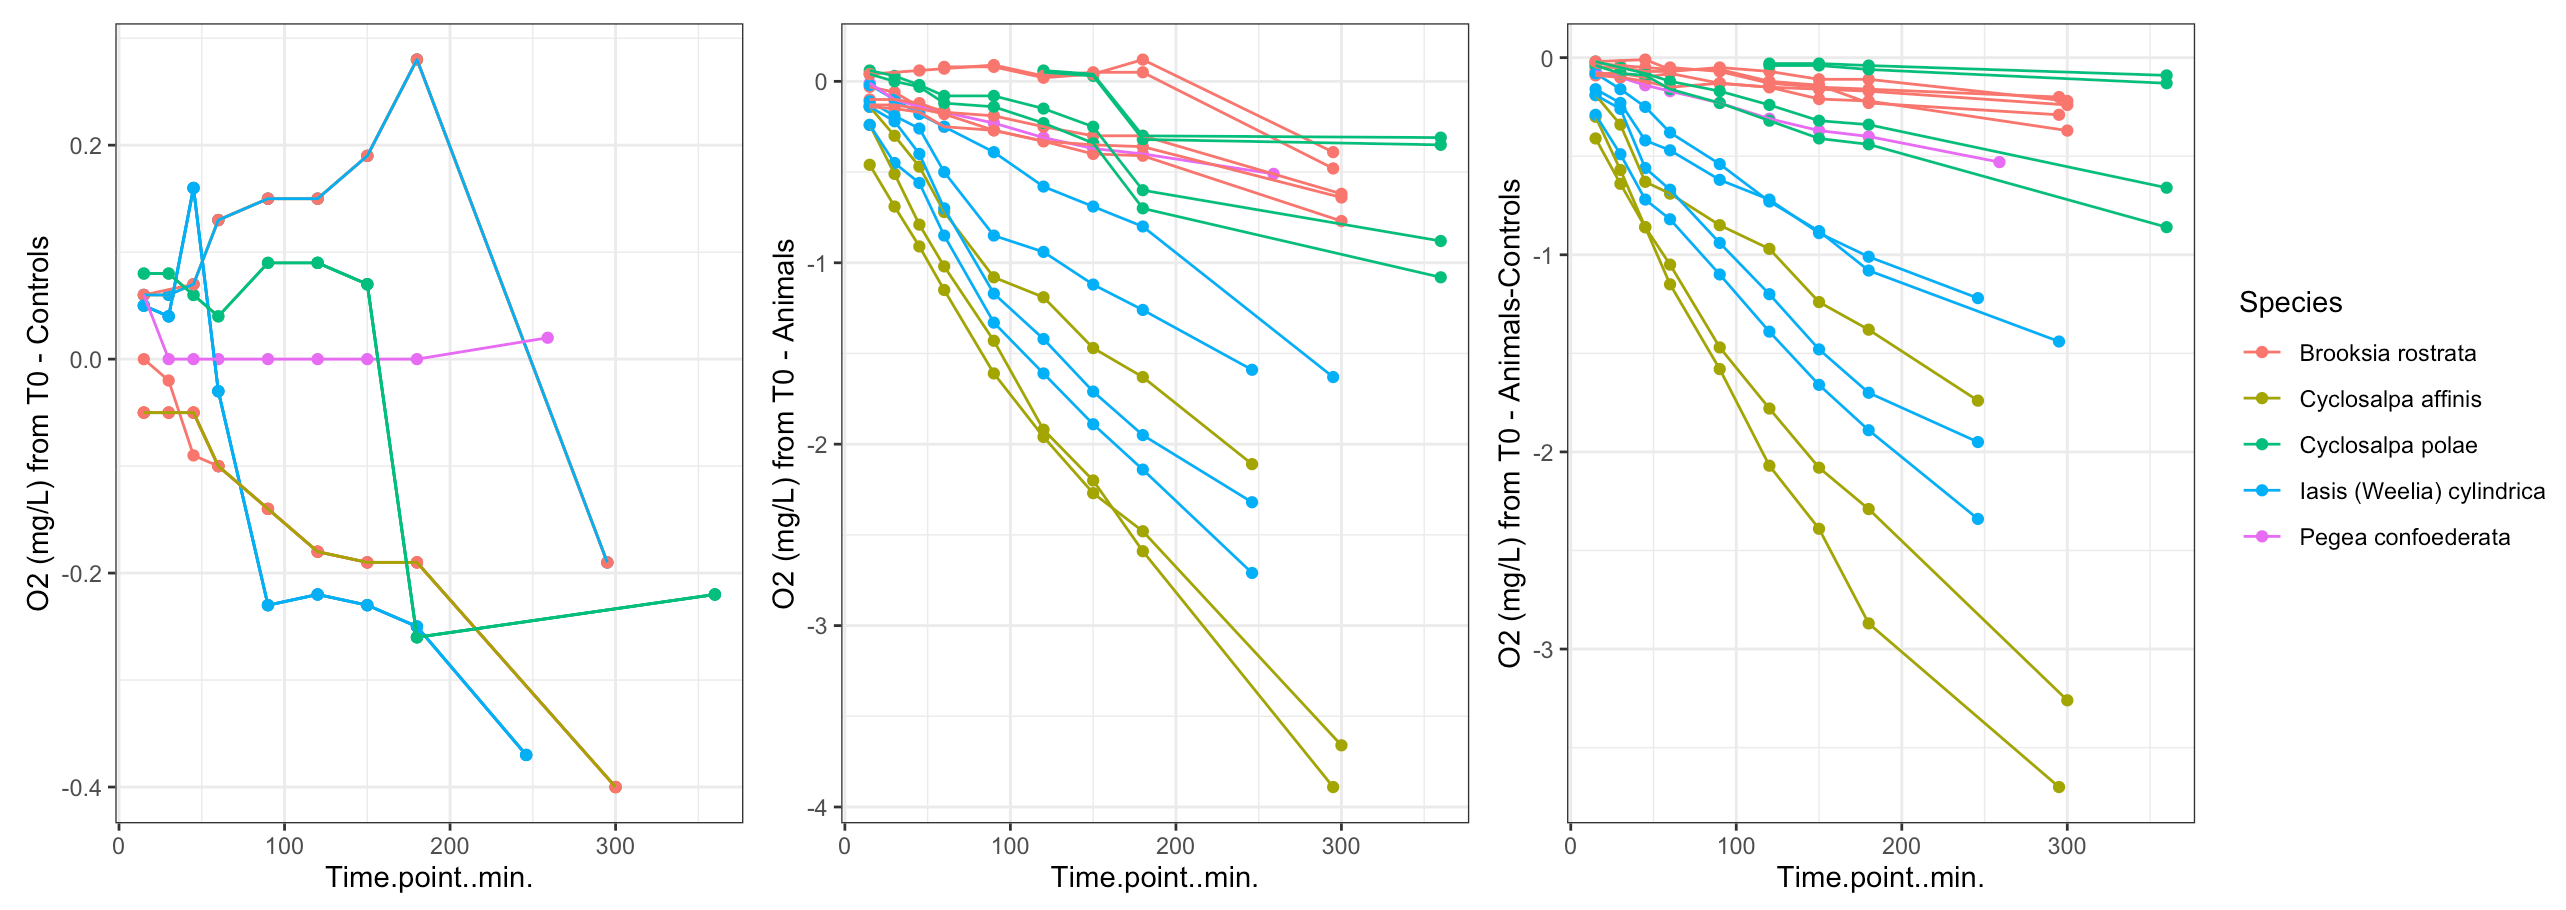 O2 (mg/L) from T0 - Controls
0.2
0.0
-0.2
-0.4
0
100
200
300
Time.point..min.
O2 (mg/L) from T0 - Animals
0
-1
-2
-3
-4
0
100
200
300
Time.point..min.
O2 (mg/L) from T0 - Animals-Controls
0
-1
-2
-3
0
100
200
300
Time.point..min.
Species
Brooksia rostrata
Cyclosalpa affinis
Cyclosalpa polae
Iasis (Weelia) cylindrica
Pegea confoederata